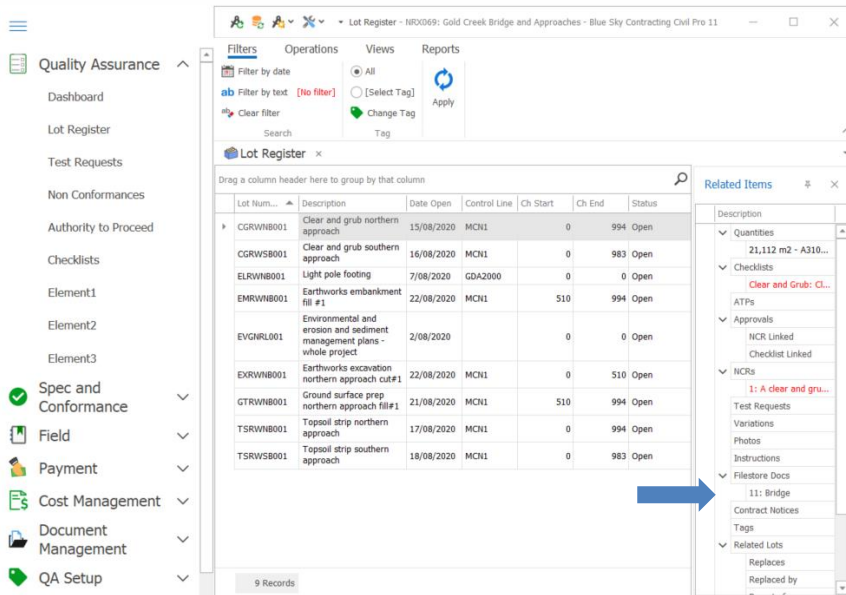 Lot Register - NRX069: Gold Creek Bridge and Approaches - Blue Sky Contracting Civil Pro 11
Quality Assurance
Dashboard
Lot Register
Test Requests
Non Conformances
Authority to Proceed
Checklists
Element1
Element2
Element3
Spec and
Conformance
Field
Payment
Cost Management
Document
Management
QA Setup
Filters Operations Views Reports
Filter by date
ab Filter by text [No filter]
Clear filter
Search
All
[Select Tag]
Change Tag
Tag
Apply
Lot Register ×
Drag a column header here to group by that column
Lot Num... Description Date Open Control Line Ch Start Ch End Status
CGRWNB001 Clear and grub northern approach 15/08/2020 MCN1 0 994 Open
CGRWSB001 Clear and grub southern approach 16/08/2020 MCN1 0 983 Open
ELRWNB001 Light pole footing 7/08/2020 GDA2000 0 0 Open
EMRWNB001 Earthworks embankment fill #1 22/08/2020 MCN1 510 994 Open
EVGNRL001 Environmental and erosion and sediment management plans - whole project 2/08/2020 0 0 Open
EXRWNB001 Earthworks excavation northern approach cut#1 22/08/2020 MCN1 0 510 Open
GTRWNB001 Ground surface prep northern approach fill#1 21/08/2020 MCN1 510 994 Open
TSRWNB001 Topsoil strip northern approach 17/08/2020 MCN1 0 994 Open
TSRWSB001 Topsoil strip southern approach 18/08/2020 MCN1 0 983 Open
9 Records
Related Items
Description
Quantities
21,112 m2 - A310...
Checklists
Clear and Grub: Cl...
ATPs
Approvals
NCR Linked
Checklist Linked
NCRs
1: A clear and gru...
Test Requests
Variations
Photos
Instructions
Filestore Docs
11: Bridge
Contract Notices
Tags
Related Lots
Replaces
Replaced by